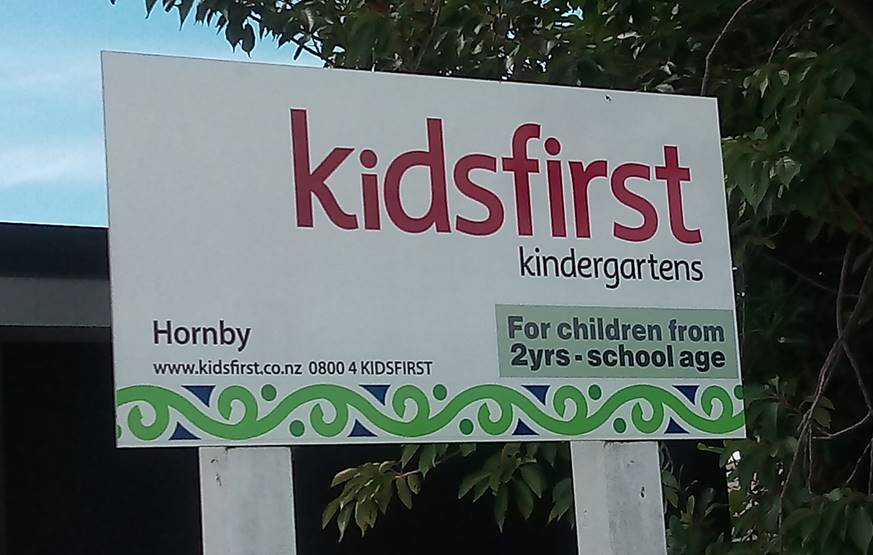 kidsfirst
kindergartens
Hornby
www.kidsfirst.co.nz 0800 4 KIDSFIRST
For children from
2yrs - school age